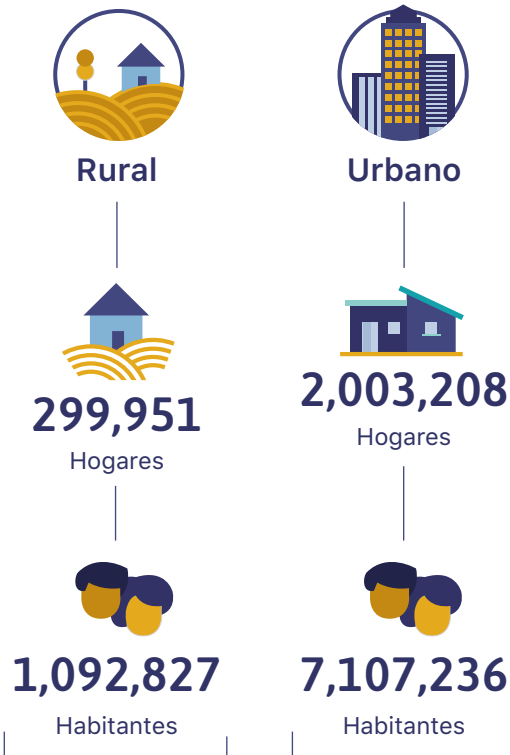 Rural
299,951
Hogares
1,092,827
Habitantes
Urbano
2,003,208
Hogares
7,107,236
Habitantes